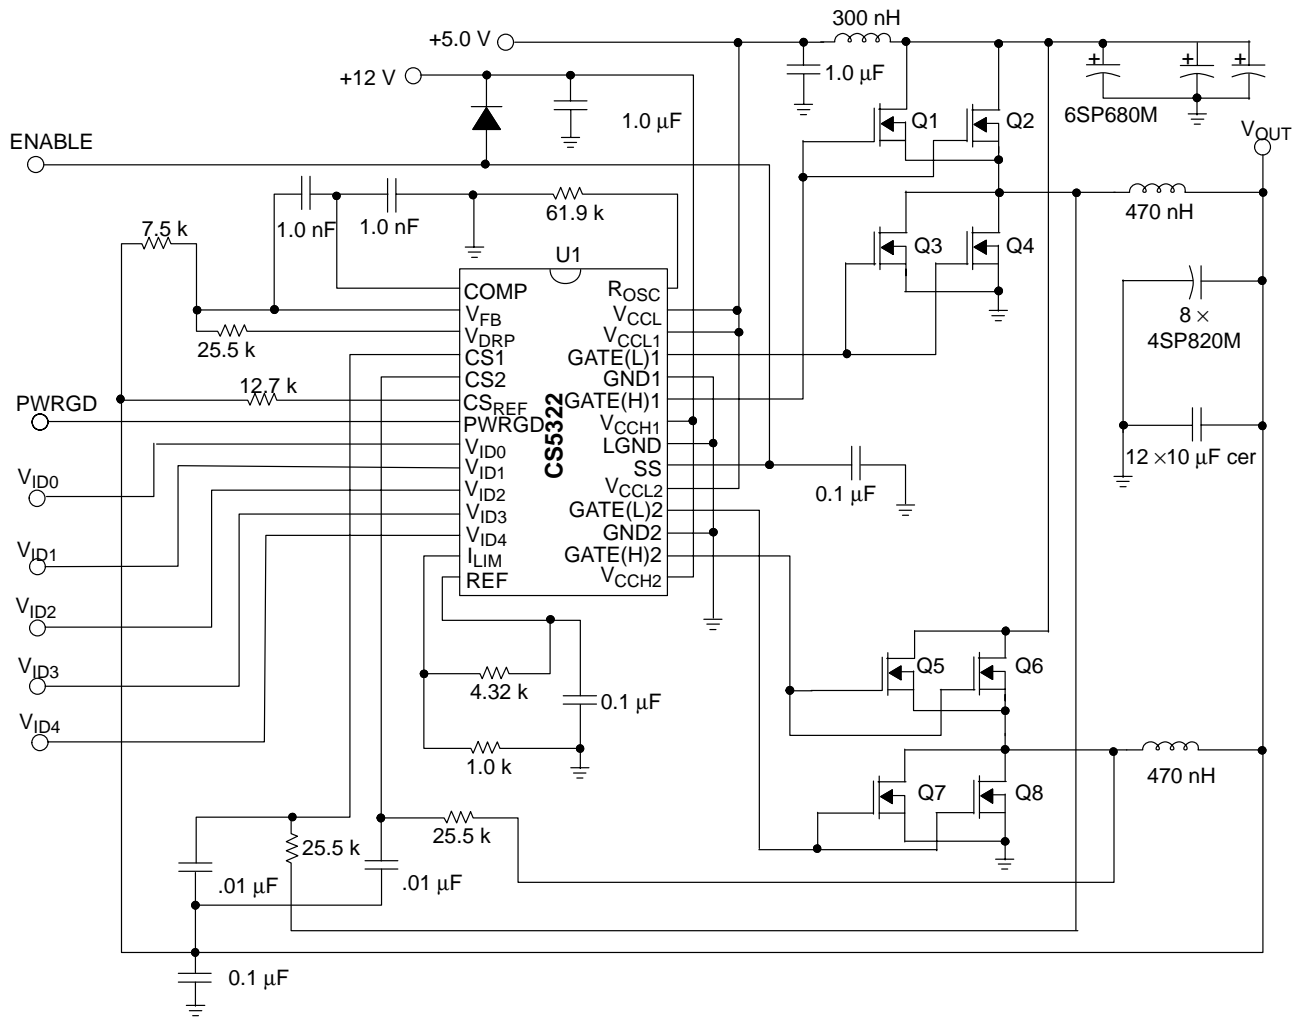 300 nH
+5.0 V
+12 V
1.0 μF
6SP680M
1.0 μF
Q1
Q2
VOUT
ENABLE
1.0 nF
1.0 nF
61.9 k
470 nH
7.5 k
Q3
Q4
U1
COMP
ROSC
VFB
VCCL
VDRP
VCCL1
25.5 k
8 ×
4SP820M
CS1
GATE(L)1
CS2
GND1
12.7 k
CSREF
GATE(H)1
PWRGD
PWRGD
VCCH1
CS5322
VID0
LGND
VID1
SS
12 ×10 μF cer
VID0
VID2
VCCL2
0.1 μF
VID3
GATE(L)2
VID4
GND2
VID1
ILIM
GATE(H)2
REF
VCCH2
VID2
VID3
VID4
4.32 k
0.1 μF
1.0 k
Q5
Q6
470 nH
Q7
Q8
25.5 k
25.5 k
.01 μF
.01 μF
0.1 μF